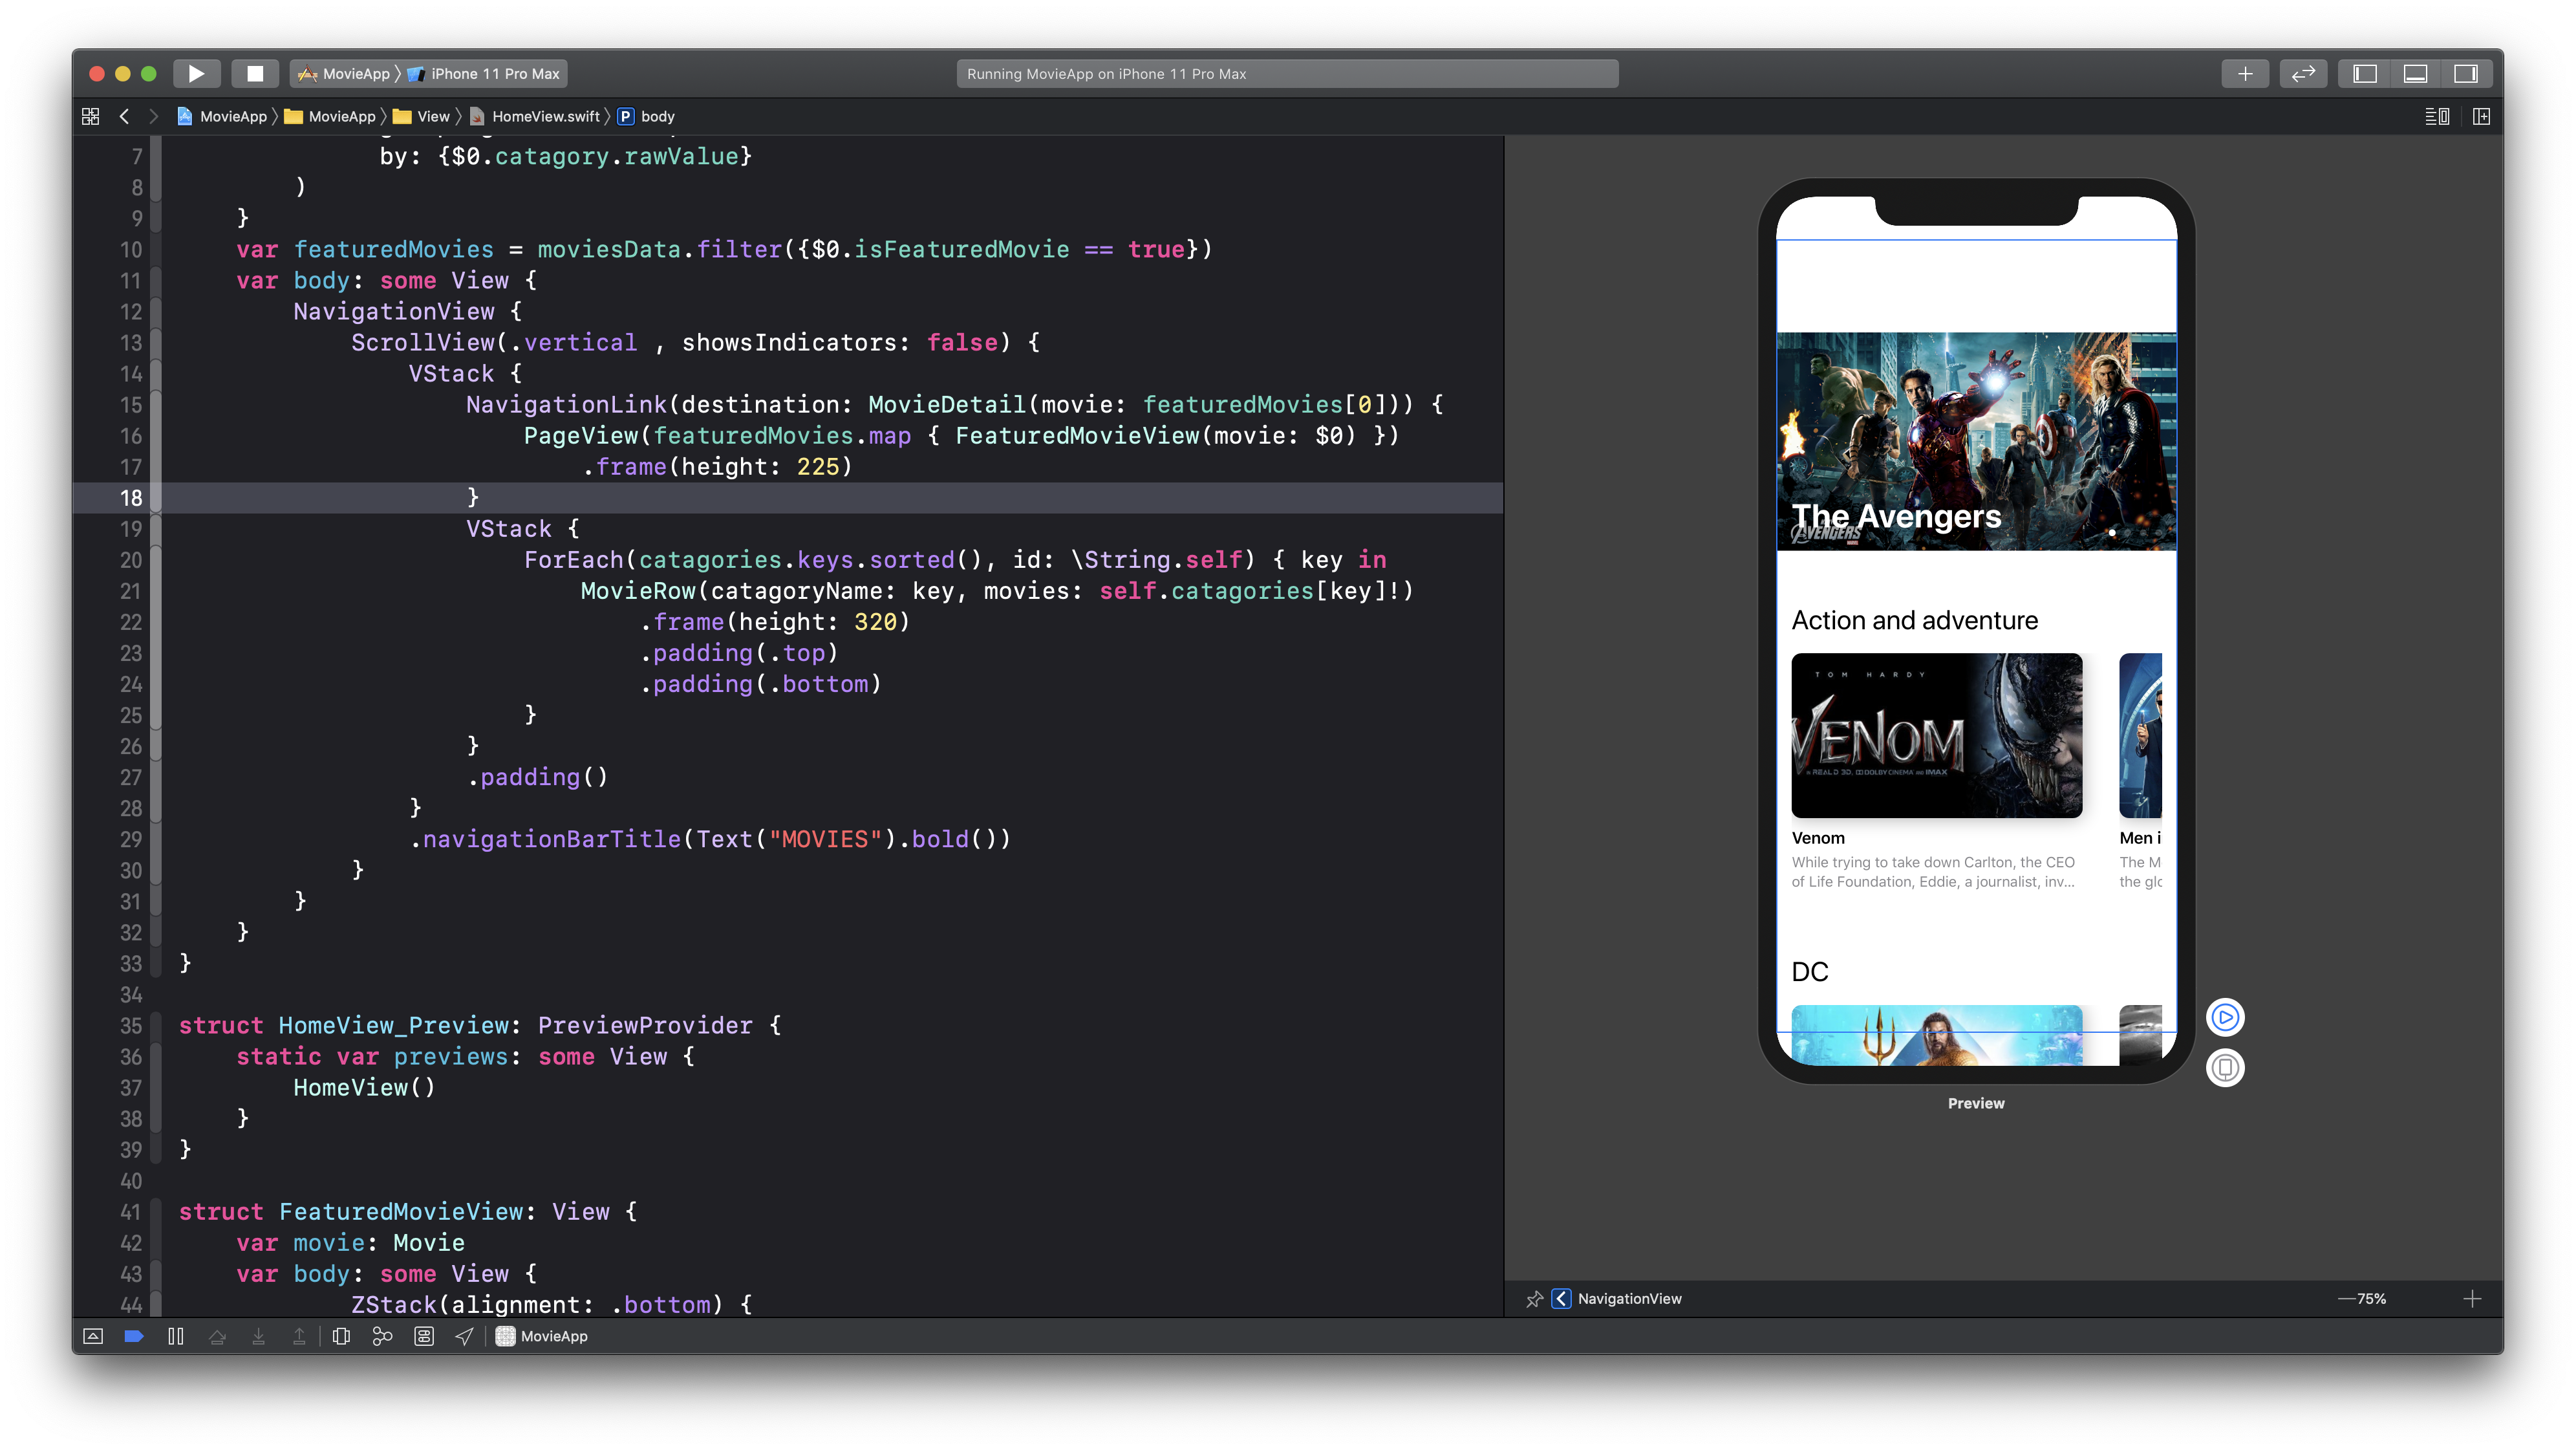 MovieApp iPhone 11 Pro Max
Running MovieApp on iPhone 11 Pro Max
MovieApp MovieApp View HomeView.swift P body
7 by: {$0.catagory.rawValue}
8 )
9 }
10 var featuredMovies = moviesData.filter({$0.isFeaturedMovie == true})
11 var body: some View {
12 NavigationView {
13 ScrollView(.vertical , showsIndicators: false) {
14 VStack {
15 NavigationLink(destination: MovieDetail(movie: featuredMovies[0])) {
16 PageView(featuredMovies.map { FeaturedMovieView(movie: $0) })
17 .frame(height: 225)
18 }
19 VStack {
20 ForEach(catagories.keys.sorted(), id: \String.self) { key in
21 MovieRow(catagoryName: key, movies: self.catagories[key]!)
22 .frame(height: 320)
23 .padding(.top)
24 .padding(.bottom)
25 }
26 }
27 .padding()
28 }
29 .navigationBarTitle(Text("MOVIES").bold())
30 }
31 }
32 }
33 }
34
35 struct HomeView_Preview: PreviewProvider {
36 static var previews: some View {
37 HomeView()
38 }
39 }
40
41 struct FeaturedMovieView: View {
42 var movie: Movie
43 var body: some View {
44 ZStack(alignment: .bottom) {
The Avengers
AVENGERS
Action and adventure
TOM HARDY
VENOM
IN REAL D 3D, DOLBY CINEMA AND IMAX
Venom
While trying to take down Carlton, the CEO
of Life Foundation, Eddie, a journalist, inv...
Men i
The M
the glo
DC
Preview
NavigationView
75%
MovieApp